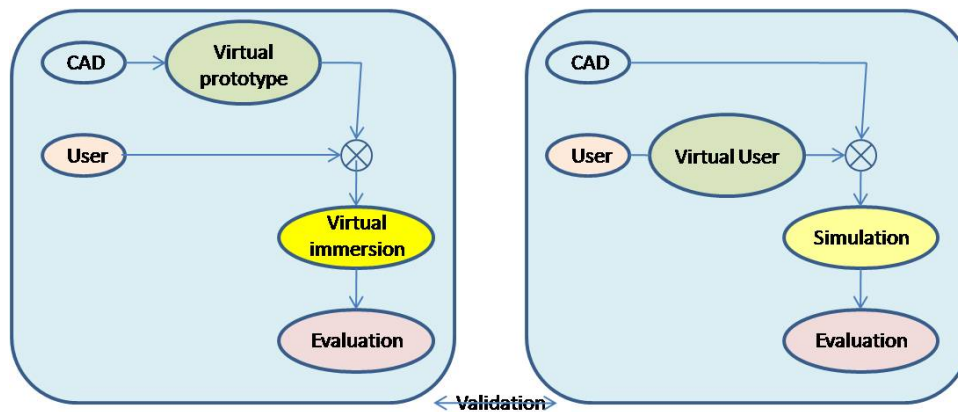 CAD
Virtual
prototype
User
Virtual
immersion
Evaluation
CAD
User
Virtual User
Simulation
Evaluation
Validation